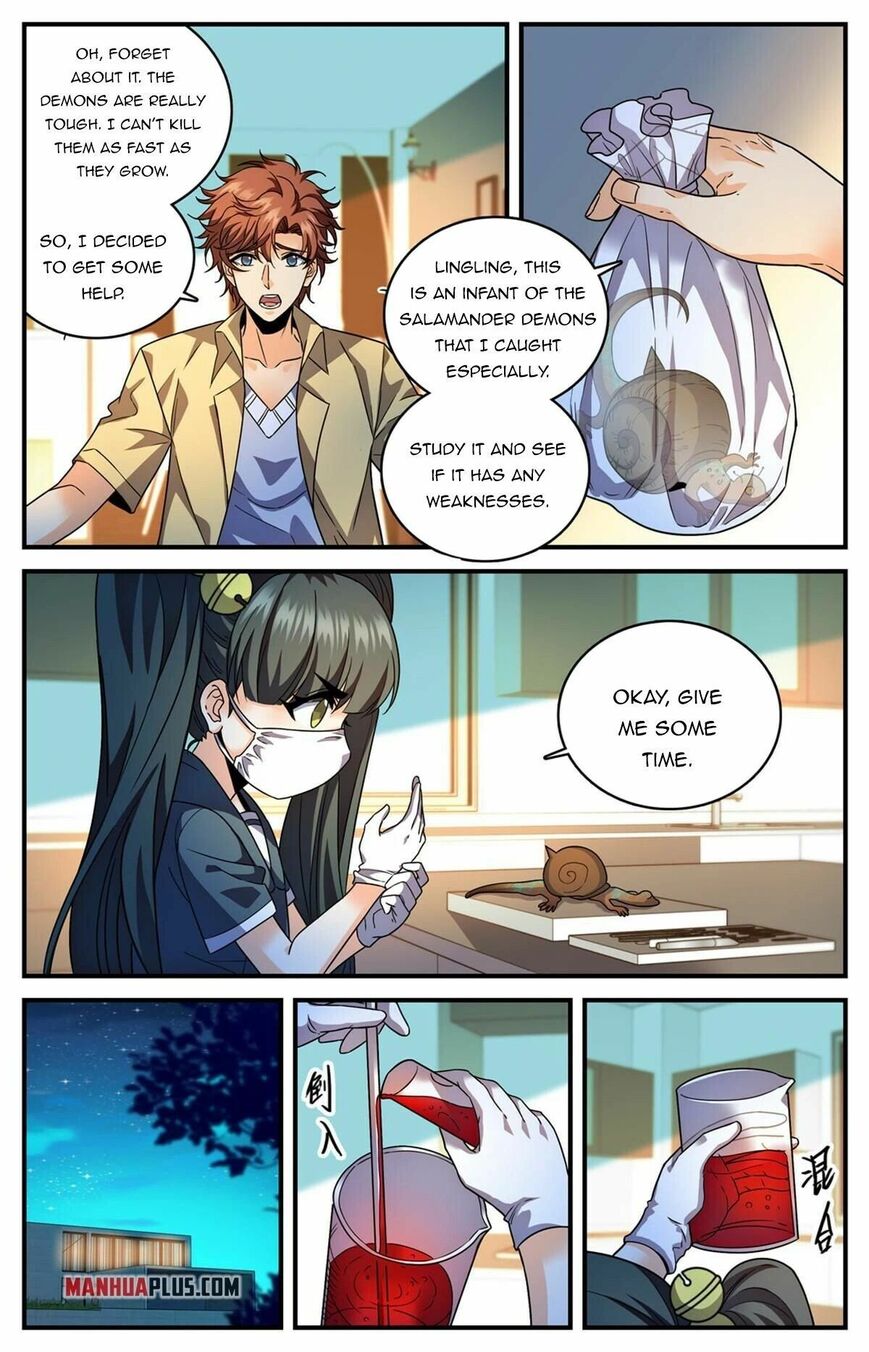 OH, FORGET
ABOUT IT. THE
DEMONS ARE REALLY
TOUGH. I CAN'T KILL
THEM AS FAST AS
THEY GROW.
SO, I DECIDED
TO GET SOME
HELP.
LINGLING, THIS
IS AN INFANT OF THE
SALAMANDER DEMONS
THAT I CAUGHT
ESPECIALLY.
STUDY IT AND SEE
IF IT HAS ANY
WEAKNESSES.
OKAY, GIVE
ME SOME
TIME.
MANHUAPLUS.COM
倒入
混合